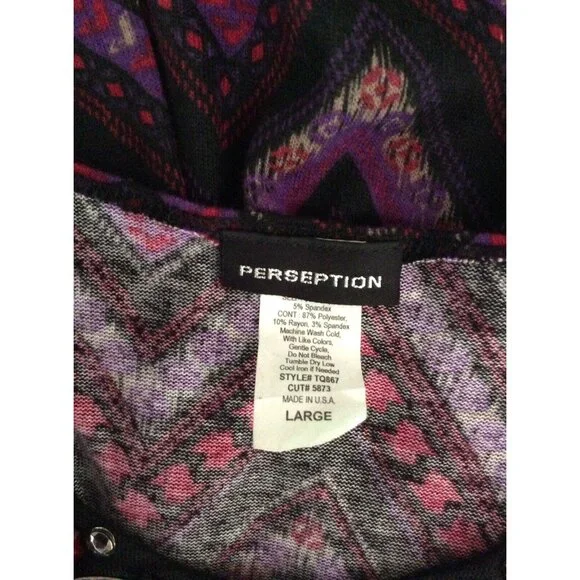 PERSEPTION
5% Spandex
CONT : 87% Polyester,
10% Rayon, 3% Spandex
Machine Wash Cold,
With Like Colors,
Gentle Cycle,
Do Not Bleach
Tumble Dry Low
Cool Iron if Needed
STYLE# TQ867
CUT# 5873
MADE IN U.S.A.
LARGE